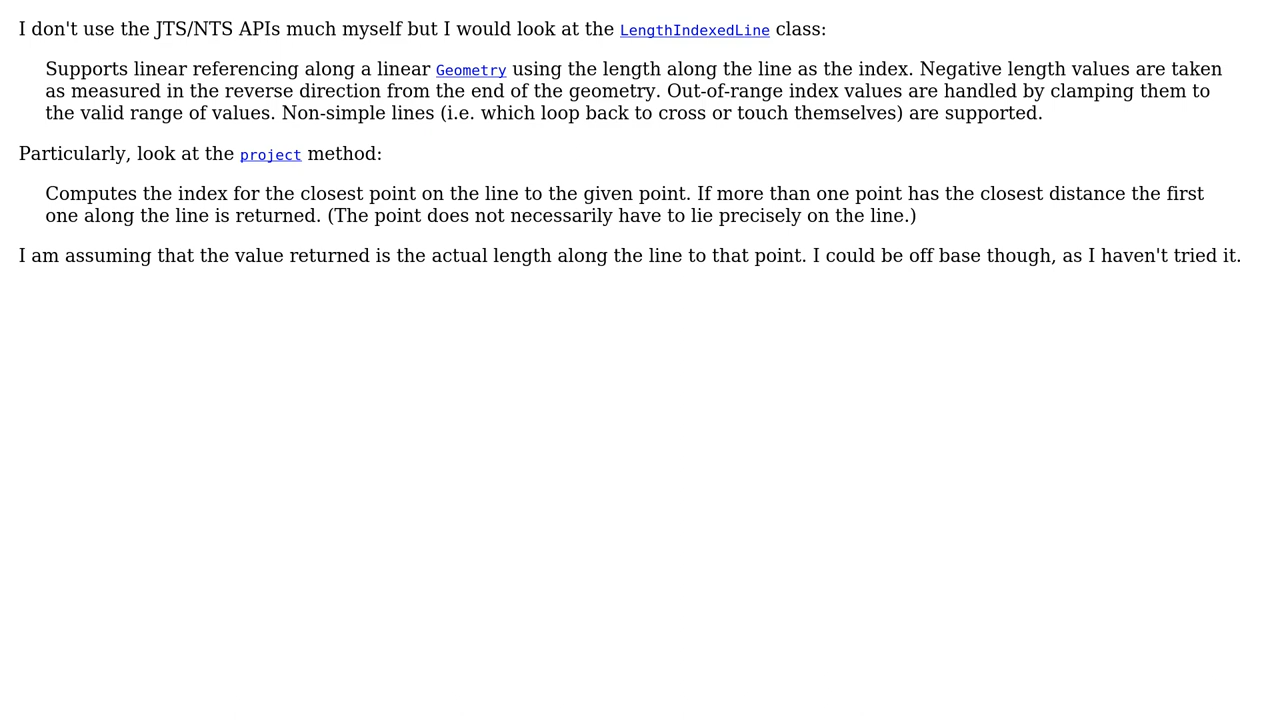 I don't use the JTS/NTS APIs much myself but I would look at the LengthIndexedLine class:
Supports linear referencing along a linear Geometry using the length along the line as the index. Negative length values are taken
as measured in the reverse direction from the end of the geometry. Out-of-range index values are handled by clamping them to
the valid range of values. Non-simple lines (i.e. which loop back to cross or touch themselves) are supported.
Particularly, look at the project method:
Computes the index for the closest point on the line to the given point. If more than one point has the closest distance the first
one along the line is returned. (The point does not necessarily have to lie precisely on the line.)
I am assuming that the value returned is the actual length along the line to that point. I could be off base though, as I haven't tried it.